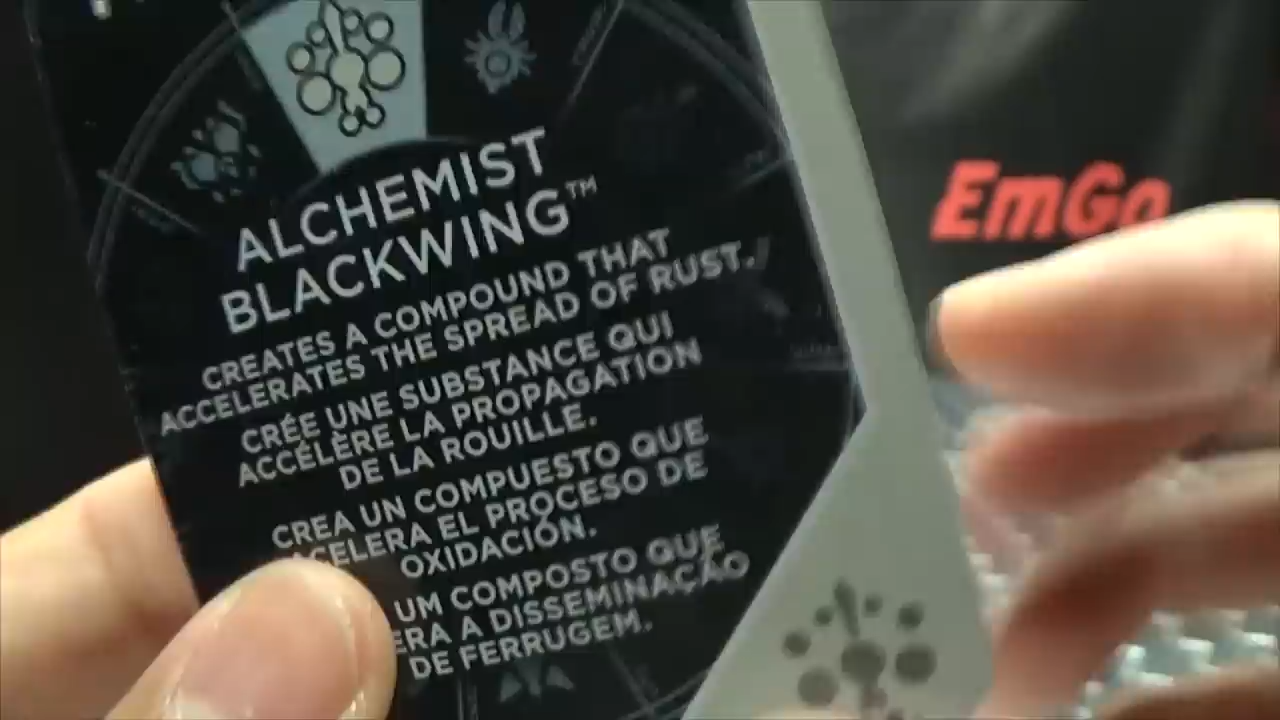 ALCHEMIST
BLACKWING™
CREATES A COMPOUND THAT
ACCELERATES THE SPREAD OF RUST.
CRÉE UNE SUBSTANCE QUI
ACCÉLÈRE LA PROPAGATION
DE LA ROUILLE.
CREA UN COMPUESTO QUE
CELERA EL PROCESO DE
OXIDACIÓN.
UM COMPOSTO QUE
ERA A DISSEMINAÇÃO
DE FERRUGEM.
EmGo